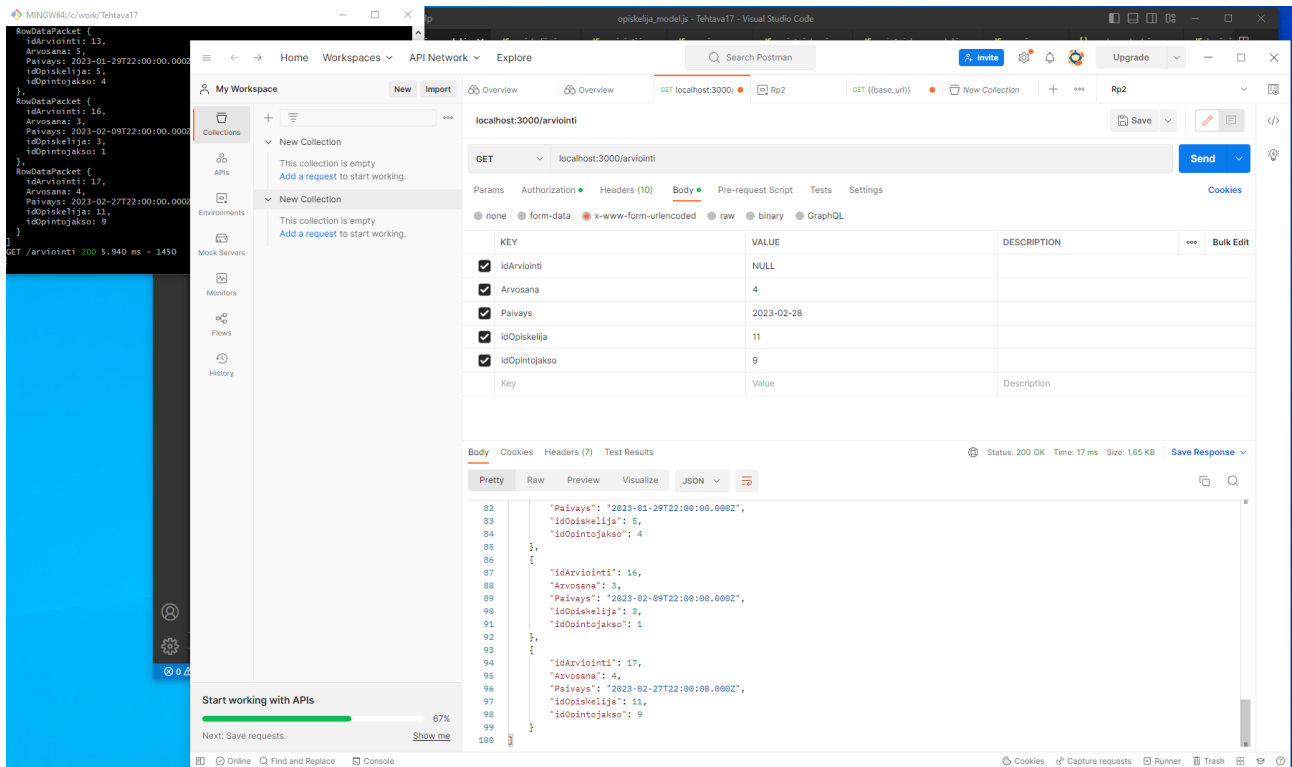 MINGW64:/c/work/Tehtava17
lp
opiskelija_model.js - Tehtava17 - Visual Studio Code
RowDataPacket {
idArviointi: 13,
Arvosana: 5,
Paivays: 2023-01-29T22:00:00.000Z
idOpiskelija: 5,
idOpintojakso: 4
},
RowDataPacket {
idArviointi: 16,
Arvosana: 3,
Paivays: 2023-02-09T22:00:00.000Z
idOpiskelija: 3,
idOpintojakso: 1
},
RowDataPacket {
idArviointi: 17,
Arvosana: 4,
Paivays: 2023-02-27T22:00:00.000Z
idOpiskelija: 11,
idOpintojakso: 9
}
]
GET /arviointi 200 5.940 ms - 1450
Home Workspaces API Network Explore
Search Postman
Invite
Upgrade
My Workspace
New Import
Overview
Overview
GET localhost:3000/
Rp2
GET {{base_url}}
New Collection
Rp2
Collections
APIs
Environments
Mock Servers
Monitors
Flows
History
New Collection
This collection is empty
Add a request to start working.
New Collection
This collection is empty
Add a request to start working.
localhost:3000/arviointi
Save
GET
localhost:3000/arviointi
Send
Params Authorization Headers (10) Body Pre-request Script Tests Settings
Cookies
none form-data x-www-form-urlencoded raw binary GraphQL
KEY VALUE DESCRIPTION Bulk Edit
idArviointi NULL
Arvosana 4
Paivays 2023-02-28
idOpiskelija 11
idOpintojakso 9
Key Value Description
Body Cookies Headers (7) Test Results
Status: 200 OK Time: 17 ms Size: 1.65 KB Save Response
Pretty Raw Preview Visualize JSON
82 "Paivays": "2023-01-29T22:00:00.000Z",
83 "idOpiskelija": 5,
84 "idOpintojakso": 4
85 },
86 {
87 "idArviointi": 16,
88 "Arvosana": 3,
89 "Paivays": "2023-02-09T22:00:00.000Z",
90 "idOpiskelija": 3,
91 "idOpintojakso": 1
92 },
93 {
94 "idArviointi": 17,
95 "Arvosana": 4,
96 "Paivays": "2023-02-27T22:00:00.000Z",
97 "idOpiskelija": 11,
98 "idOpintojakso": 9
99 }
100 ]
0
Start working with APIs
67%
Next: Save requests.
Show me
Online Find and Replace Console
Cookies Capture requests Runner Trash